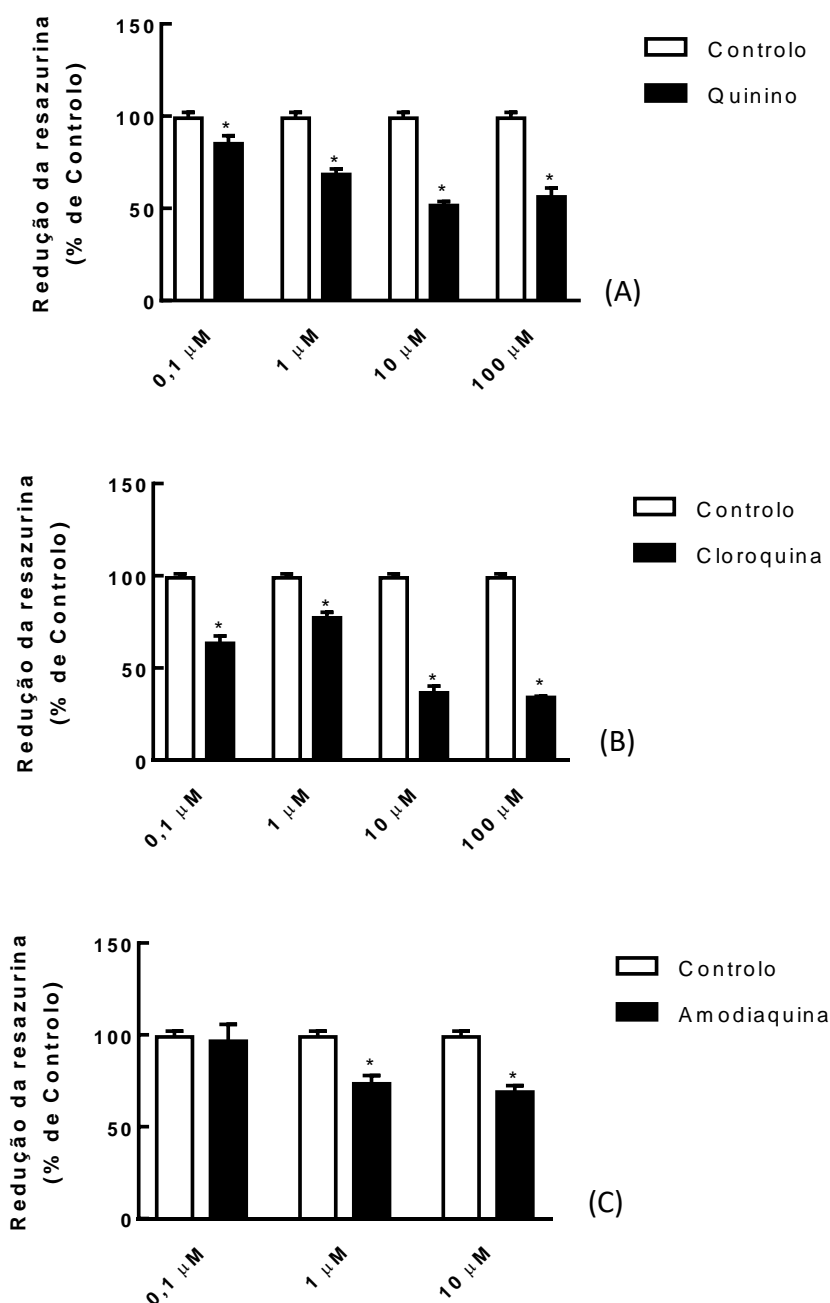 Redução da resazurina
(% de Controlo)
150
100
50
0
* * * *
0,1 μM
1 μM
10 μM
100 μM
Controlo
Quinino
(A)
Redução da resazurina
(% de Controlo)
150
100
50
0
* * * *
0,1 μM
1 μM
10 μM
100 μM
Controlo
Cloroquina
(B)
Redução da resazurina
(% de Controlo)
150
100
50
0
* *
0,1 μM
1 μM
10 μM
Controlo
Amodiaquina
(C)